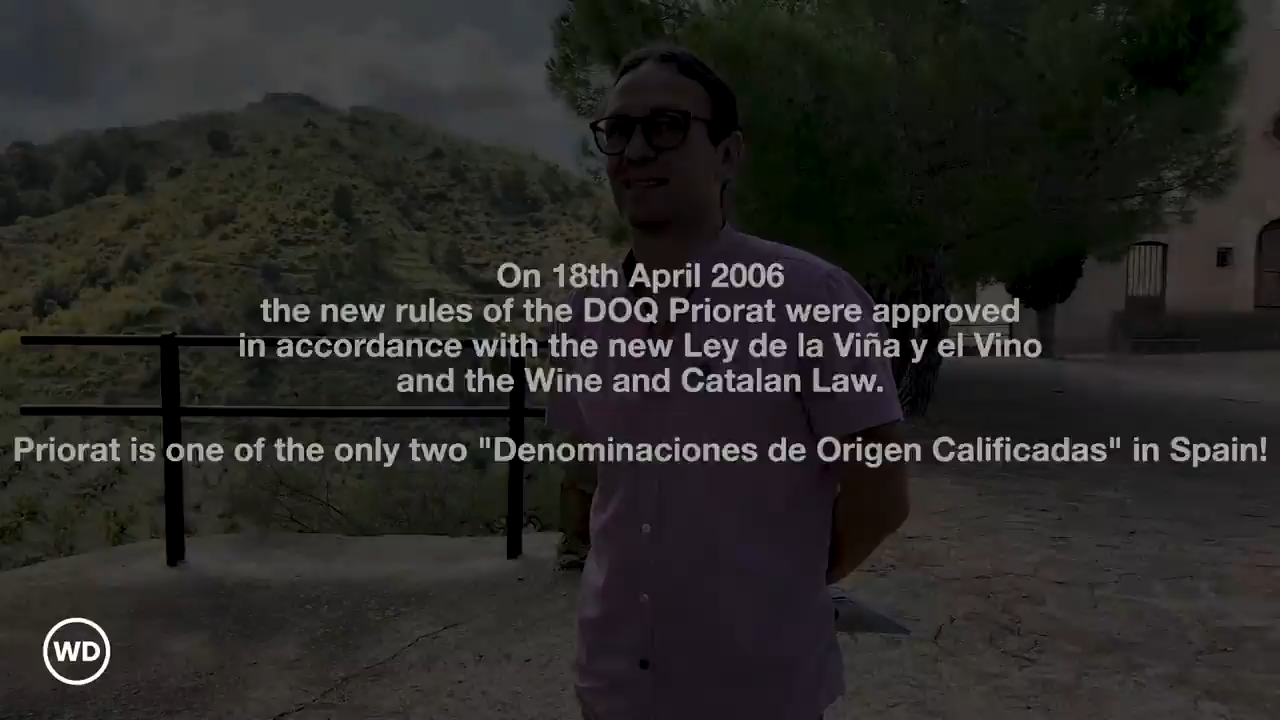 On 18th April 2006
the new rules of the DOQ Priorat were approved
in accordance with the new Ley de la Viña y el Vino
and the Wine and Catalan Law.
Priorat is one of the only two "Denominaciones de Origen Calificadas" in Spain!
WD